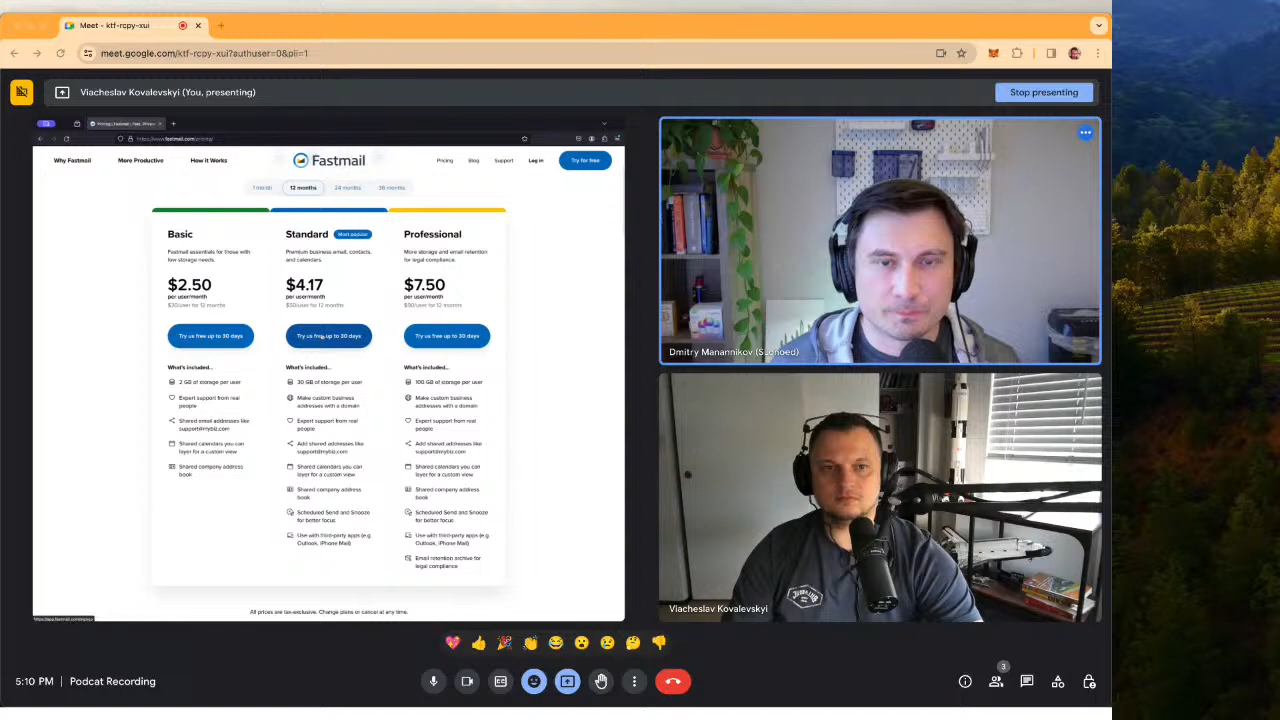 Meet - ktf-rcpy-xui
meet.google.com/ktf-rcpy-xui?authuser=0&pli=1
Viacheslav Kovalevskyi (You, presenting)
Stop presenting
https://www.fastmail.com/pricing/
Why Fastmail
More Productive
How it Works
Fastmail
Pricing
Blog
Support
Log in
Try for free
1 month
12 months
24 months
36 months
Basic
Fastmail essentials for those with
low storage needs.
$2.50
per user/month
$30/user for 12 months
Try us free up to 30 days
What's included...
2 GB of storage per user
Expert support from real
people
Shared email addresses like
support@mybiz.com
Shared calendars you can
layer for a custom view
Shared company address
book
Standard
Most popular
Premium business email, contacts,
and calendars.
$4.17
per user/month
$50/user for 12 months
Try us free up to 30 days
What's included...
30 GB of storage per user
Make custom business
addresses with a domain
Expert support from real
people
Add shared addresses like
support@mybiz.com
Shared calendars you can
layer for a custom view
Shared company address
book
Scheduled Send and Snooze
for better focus
Use with third-party apps (e.g.
Outlook, iPhone Mail)
Professional
More storage and email retention
for legal compliance.
$7.50
per user/month
$90/user for 12 months
Try us free up to 30 days
What's included...
100 GB of storage per user
Make custom business
addresses with a domain
Expert support from real
people
Add shared addresses like
support@mybiz.com
Shared calendars you can
layer for a custom view
Shared company address
book
Scheduled Send and Snooze
for better focus
Use with third-party apps (e.g.
Outlook, iPhone Mail)
Email retention archive for
legal compliance
All prices are tax-exclusive. Change plans or cancel at any time.
Dmitry Manannikov
Viacheslav Kovalevskyi
5:10 PM | Podcat Recording
3